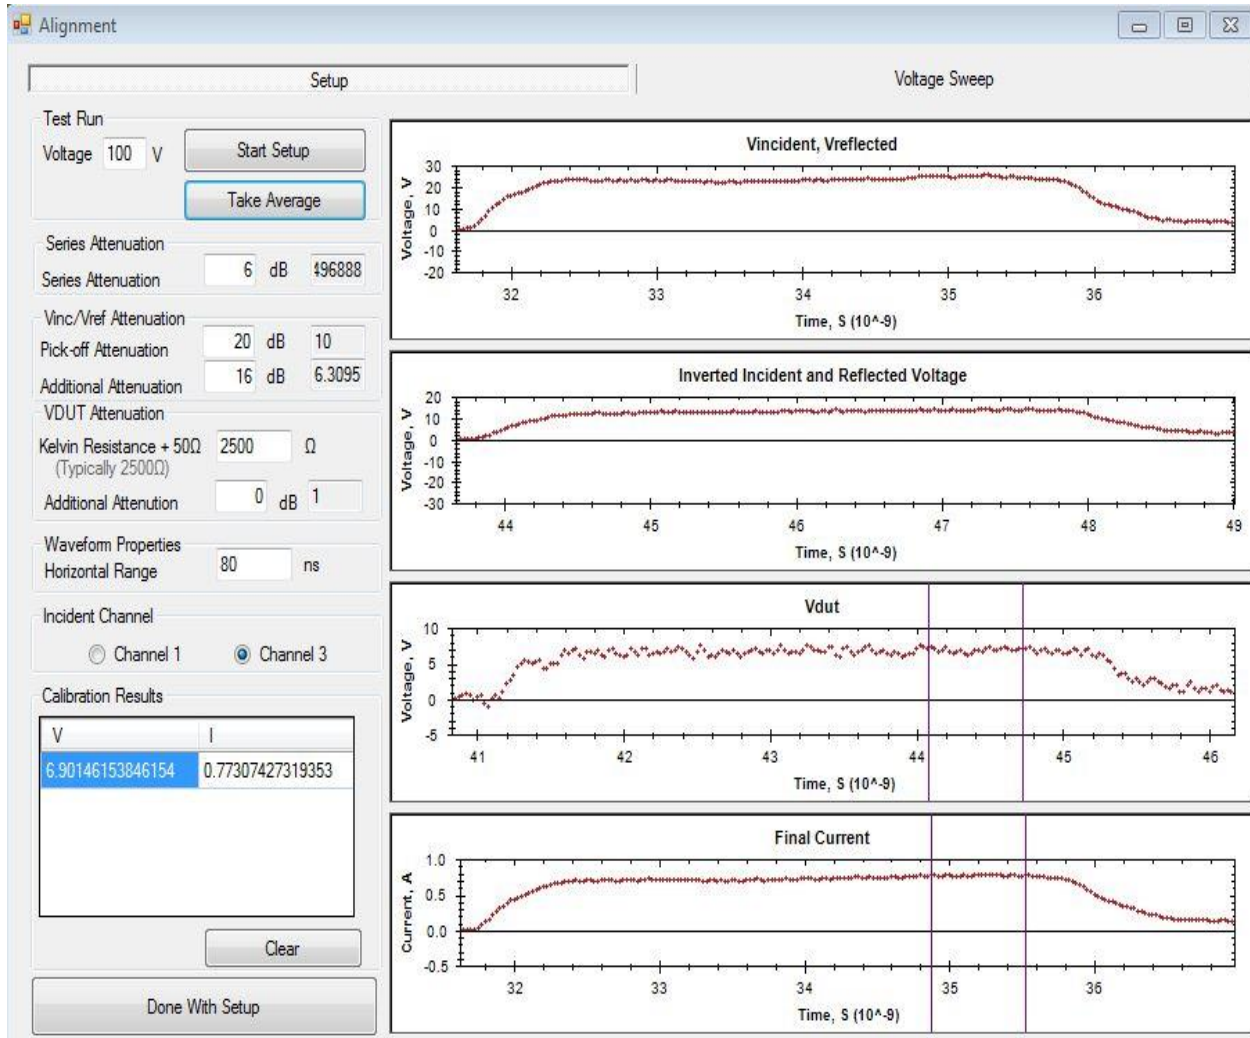 Alignment
Setup
Voltage Sweep
Test Run
Voltage 100 V
Start Setup
Take Average
Series Attenuation
Series Attenuation 6 dB 496888
Vinc/Vref Attenuation
Pick-off Attenuation 20 dB 10
Additional Attenuation 16 dB 6.3095
VDUT Attenuation
Kelvin Resistance + 50Ω 2500 Ω
(Typically 2500Ω)
Additional Attenution 0 dB 1
Waveform Properties
Horizontal Range 80 ns
Incident Channel
Channel 1 Channel 3
Calibration Results
V I
6.90146153846154 0.77307427319353
Clear
Done With Setup
Vincident, Vreflected
Voltage, V
30
20
10
0
-10
-20
32 33 34 35 36
Time, S (10^-9)
Inverted Incident and Reflected Voltage
Voltage, V
20
10
0
-10
-20
-30
44 45 46 47 48 49
Time, S (10^-9)
Vdut
Voltage, V
10
5
0
-5
41 42 43 44 45 46
Time, S (10^-9)
Final Current
Current, A
1.0
0.5
0.0
-0.5
32 33 34 35 36
Time, S (10^-9)